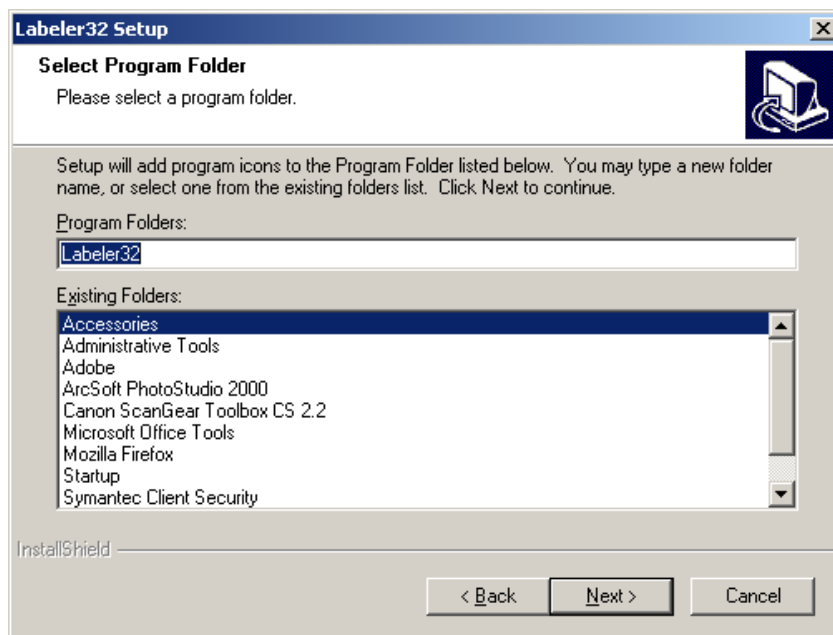 Labeler32 Setup
Select Program Folder
Please select a program folder.
Setup will add program icons to the Program Folder listed below. You may type a new folder
name, or select one from the existing folders list. Click Next to continue.
Program Folders:
Labeler32
Existing Folders:
Accessories
Administrative Tools
Adobe
ArcSoft PhotoStudio 2000
Canon ScanGear Toolbox CS 2.2
Microsoft Office Tools
Mozilla Firefox
Startup
Symantec Client Security
InstallShield
< Back Next > Cancel